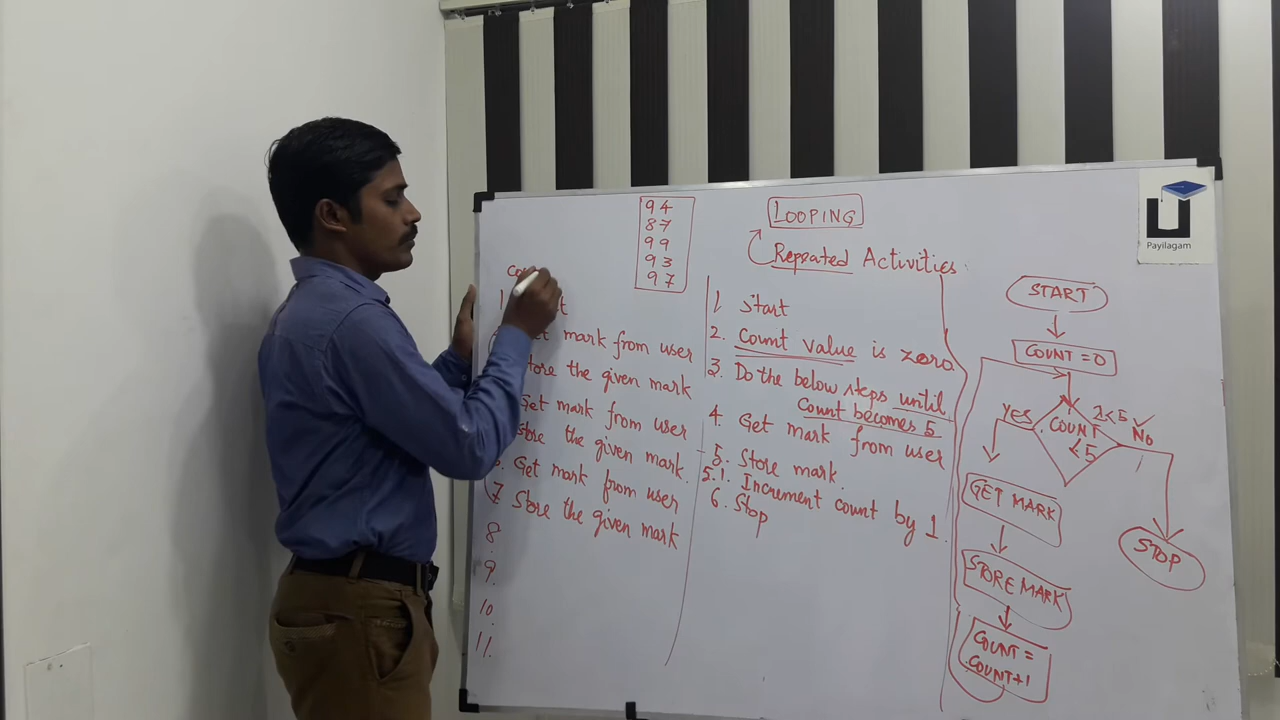 94
87
99
93
97
LOOPING
Repeated Activities
Payilagam
1
mark from user
Store the given mark
Get mark from user
Store the given mark.
Get mark from user
7. Store the given mark
8.
9.
10.
11.
1. Start
2. Count value is zero.
3. Do the below steps until
Count becomes 5
4. Get mark from user
5. Store mark.
5.1. Increment count by 1.
6. Stop
START
COUNT = 0
COUNT
< 5
2<5 ✓
YES
NO
GET MARK
STORE MARK
COUNT =
COUNT+1
STOP